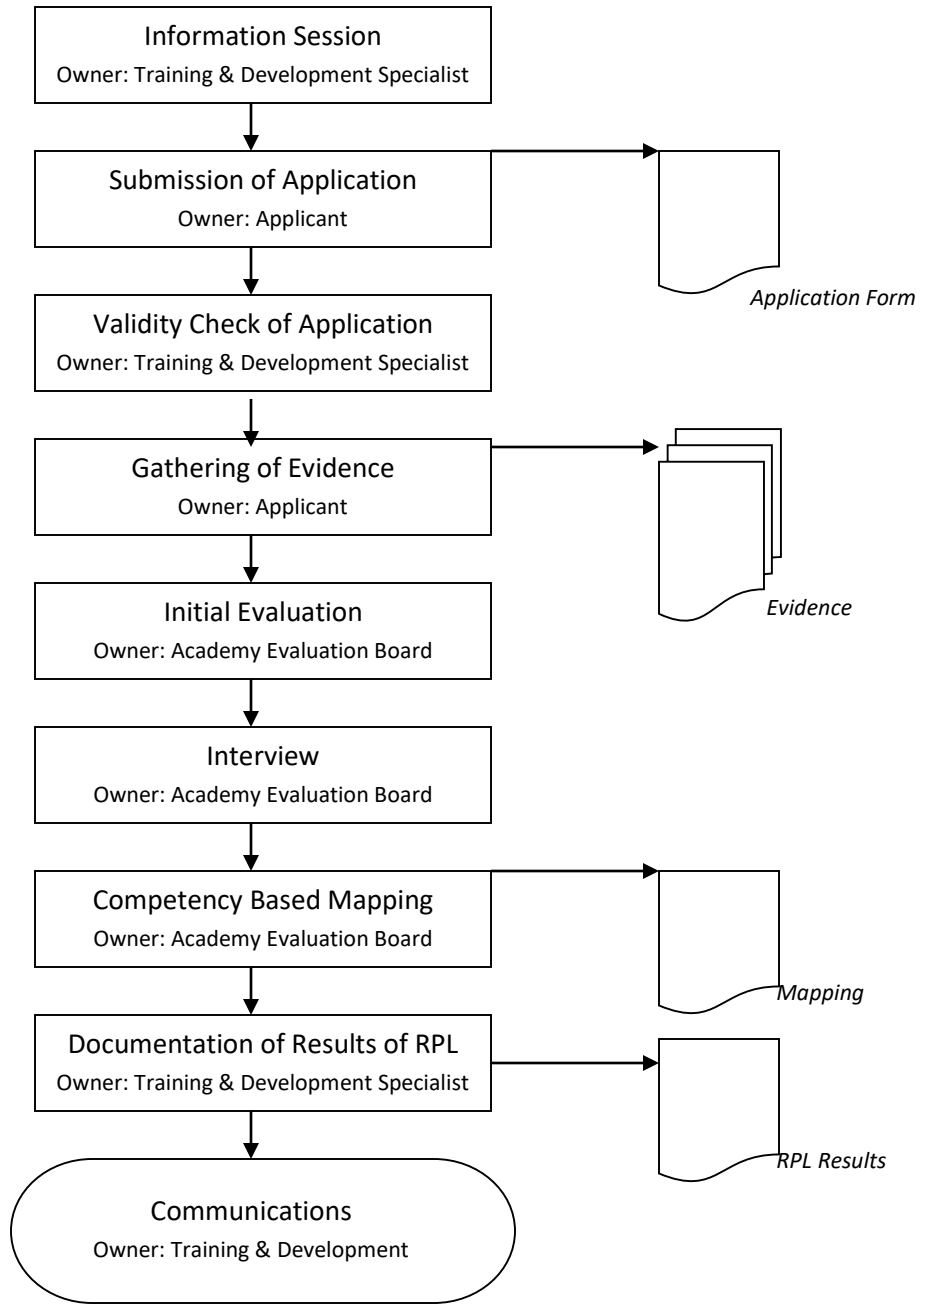 Information Session
Owner: Training & Development Specialist
Submission of Application
Owner: Applicant
Application Form
Validity Check of Application
Owner: Training & Development Specialist
Gathering of Evidence
Owner: Applicant
Evidence
Initial Evaluation
Owner: Academy Evaluation Board
Interview
Owner: Academy Evaluation Board
Competency Based Mapping
Owner: Academy Evaluation Board
Mapping
Documentation of Results of RPL
Owner: Training & Development Specialist
RPL Results
Communications
Owner: Training & Development